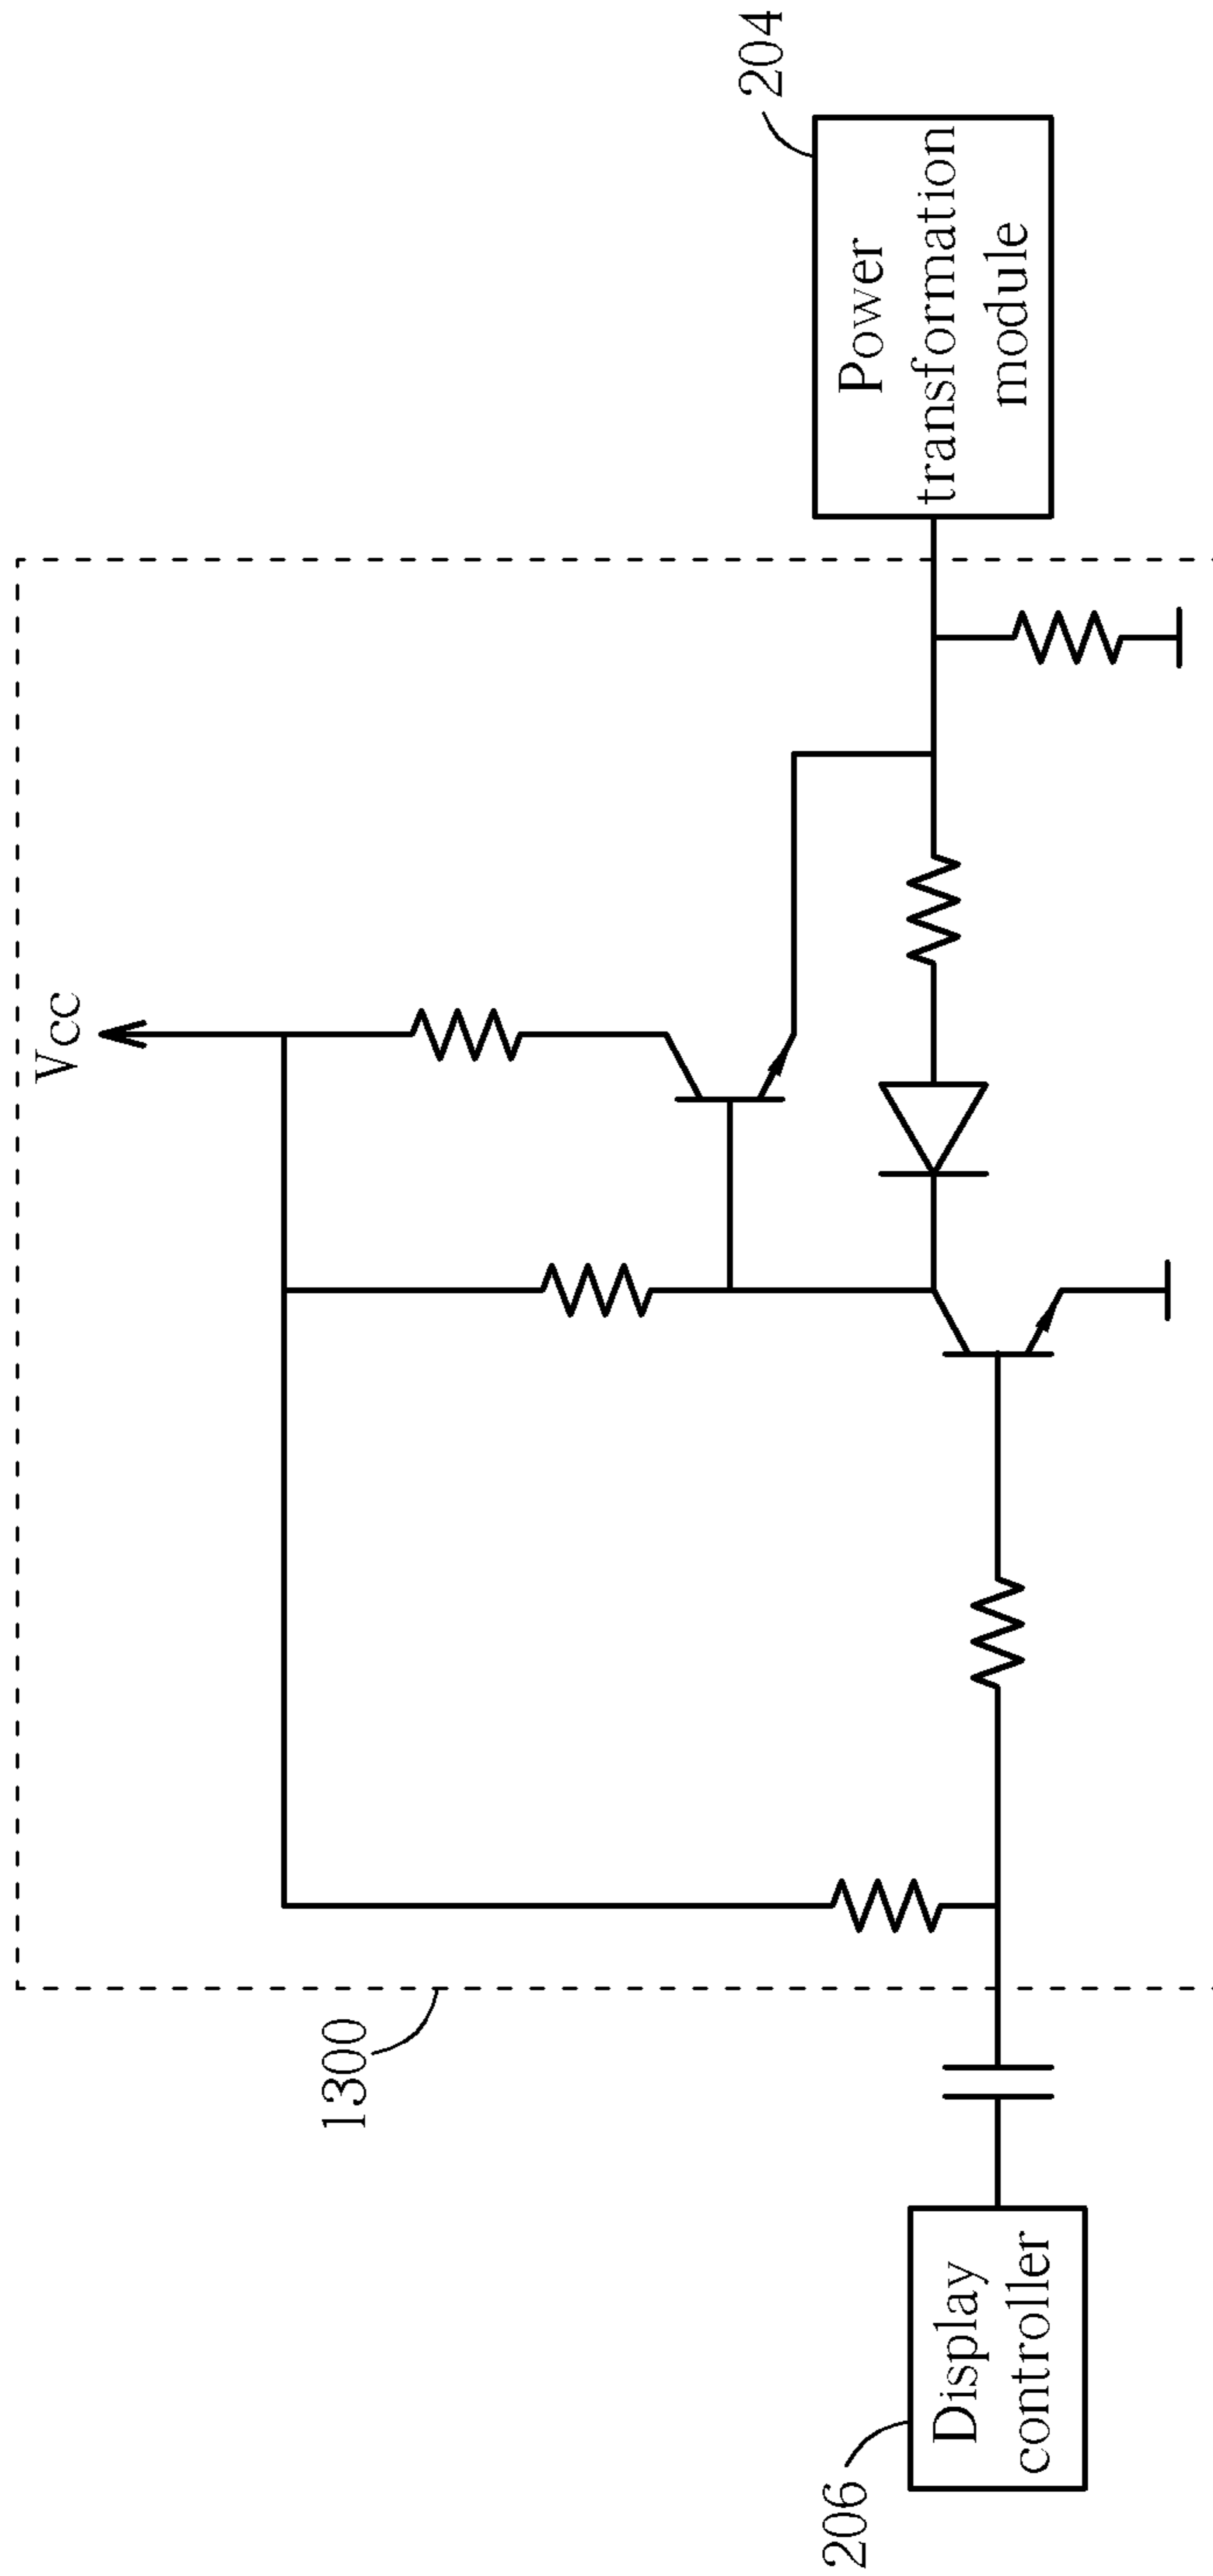 Vcc
1300
204
Power
transformation
module
206
Display
controller